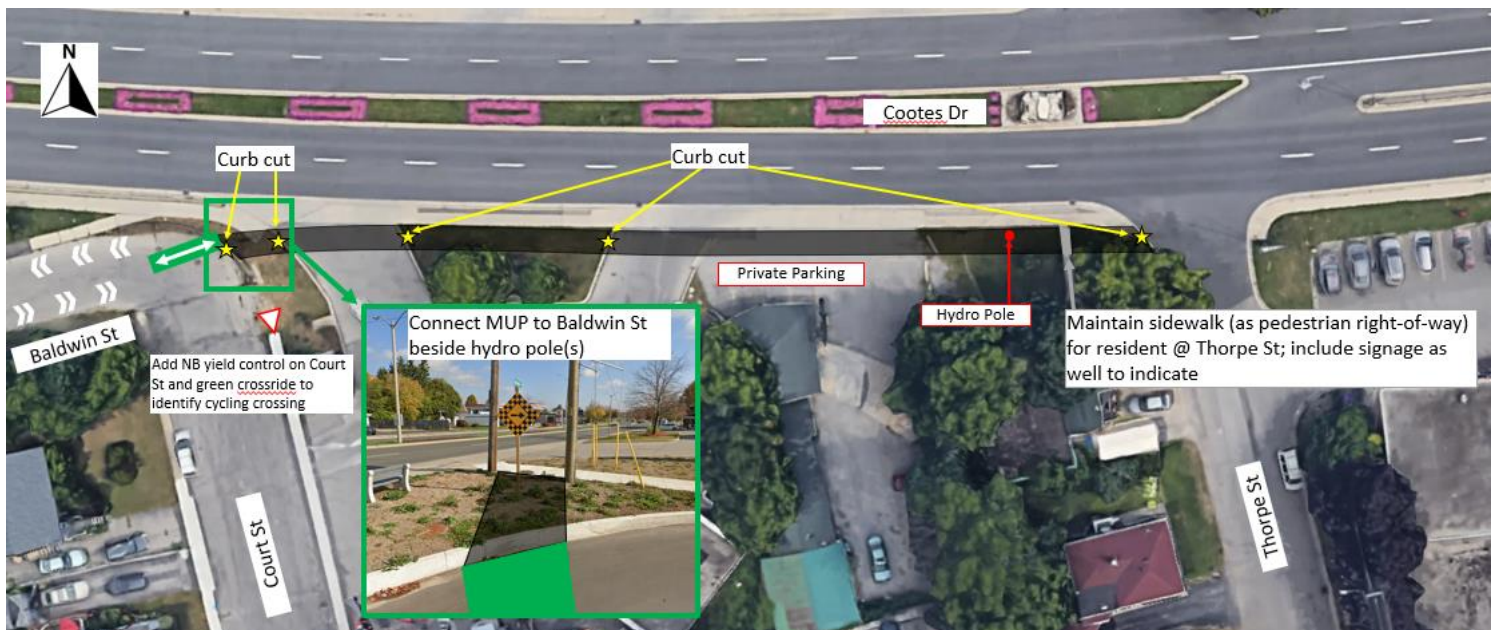 N
Cootes Dr
Curb cut
Curb cut
Private Parking
Hydro Pole
Connect MUP to Baldwin St
beside hydro pole(s)
Maintain sidewalk (as pedestrian right-of-way)
for resident @ Thorpe St; include signage as
well to indicate
Baldwin St
Add NB yield control on Court
St and green crossride to
identify cycling crossing
Court St
Thorpe St